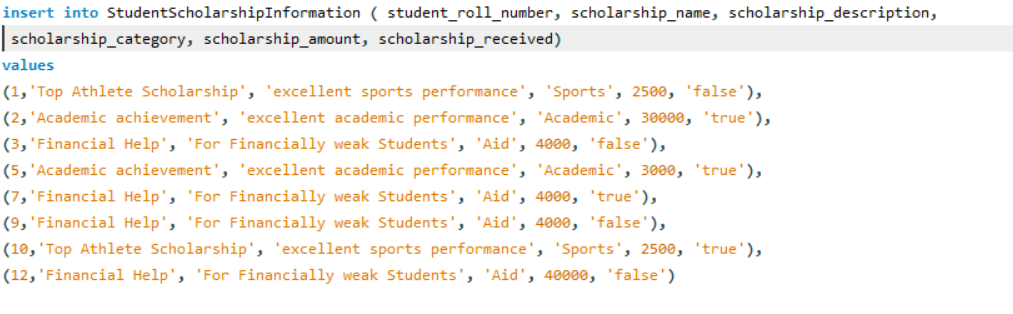 insert into StudentScholarshipInformation ( student_roll_number, scholarship_name, scholarship_description,
scholarship_category, scholarship_amount, scholarship_received)
values
(1,'Top Athlete Scholarship', 'excellent sports performance', 'Sports', 2500, 'false'),
(2,'Academic achievement', 'excellent academic performance', 'Academic', 30000, 'true'),
(3,'Financial Help', 'For Financially weak Students', 'Aid', 4000, 'false'),
(5,'Academic achievement', 'excellent academic performance', 'Academic', 3000, 'true'),
(7,'Financial Help', 'For Financially weak Students', 'Aid', 4000, 'true'),
(9,'Financial Help', 'For Financially weak Students', 'Aid', 4000, 'false'),
(10,'Top Athlete Scholarship', 'excellent sports performance', 'Sports', 2500, 'true'),
(12,'Financial Help', 'For Financially weak Students', 'Aid', 40000, 'false')